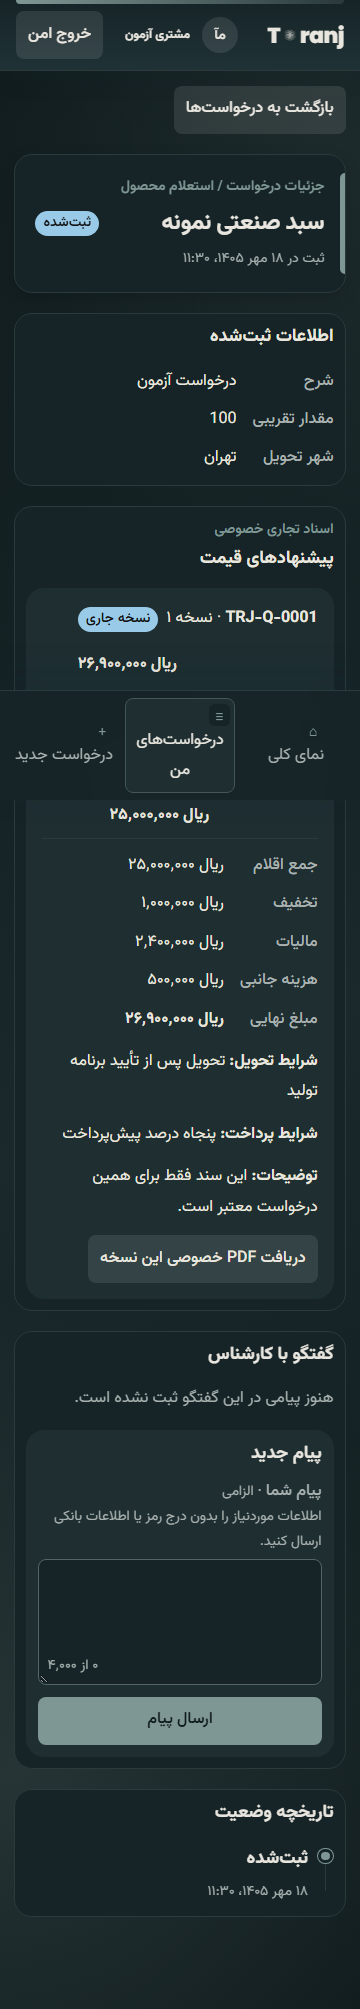 Toranj
مآ
مشتری آزمون
خروج امن
بازگشت به درخواست‌ها
جزئیات درخواست / استعلام محصول
سبد صنعتی نمونه
ثبت‌شده
ثبت در ۱۸ مهر ۱۴۰۵، ۱۱:۳۰
اطلاعات ثبت‌شده
شرح درخواست آزمون
مقدار تقریبی 100
شهر تحویل تهران
اسناد تجاری خصوصی
پیشنهادهای قیمت
TRJ-Q-0001 · نسخه ۱ نسخه جاری
۲۶,۹۰۰,۰۰۰ ریال
نمای کلی
درخواست‌های
من
+
درخواست جدید
۲۵,۰۰۰,۰۰۰ ریال
جمع اقلام ۲۵,۰۰۰,۰۰۰ ریال
تخفیف ۱,۰۰۰,۰۰۰ ریال
مالیات ۲,۴۰۰,۰۰۰ ریال
هزینه جانبی ۵۰۰,۰۰۰ ریال
مبلغ نهایی ۲۶,۹۰۰,۰۰۰ ریال
شرایط تحویل: تحویل پس از تأیید برنامه
تولید
شرایط پرداخت: پنجاه درصد پیش‌پرداخت
توضیحات: این سند فقط برای همین
درخواست معتبر است.
دریافت PDF خصوصی این نسخه
گفتگو با کارشناس
هنوز پیامی در این گفتگو ثبت نشده است.
پیام جدید
پیام شما · الزامی
اطلاعات موردنیاز را بدون درج رمز یا اطلاعات بانکی
ارسال کنید.
۰ از ۴,۰۰۰
ارسال پیام
تاریخچه وضعیت
ثبت‌شده
۱۸ مهر ۱۴۰۵، ۱۱:۳۰